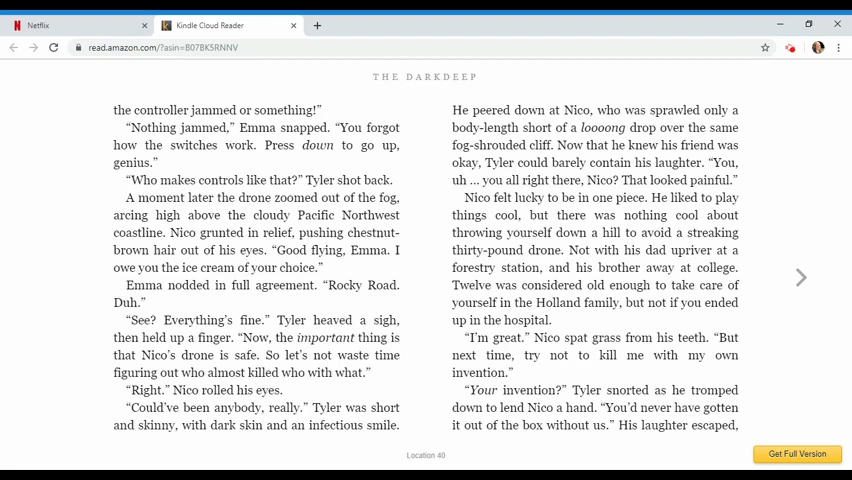 Netflix
Kindle Cloud Reader
read.amazon.com/?asin=B07BK5RNNV
THE DARKDEEP
the controller jammed or something!”
“Nothing jammed,” Emma snapped. “You forgot
how the switches work. Press down to go up,
genius.”
“Who makes controls like that?” Tyler shot back.
A moment later the drone zoomed out of the fog,
arcing high above the cloudy Pacific Northwest
coastline. Nico grunted in relief, pushing chestnut-
brown hair out of his eyes. “Good flying, Emma. I
owe you the ice cream of your choice.”
Emma nodded in full agreement. “Rocky Road.
Duh.”
“See? Everything’s fine.” Tyler heaved a sigh,
then held up a finger. “Now, the important thing is
that Nico’s drone is safe. So let’s not waste time
figuring out who almost killed who with what.”
“Right.” Nico rolled his eyes.
“Could’ve been anybody, really.” Tyler was short
and skinny, with dark skin and an infectious smile.
He peered down at Nico, who was sprawled only a
body-length short of a loooong drop over the same
fog-shrouded cliff. Now that he knew his friend was
okay, Tyler could barely contain his laughter. “You,
uh ... you all right there, Nico? That looked painful.”
Nico felt lucky to be in one piece. He liked to play
things cool, but there was nothing cool about
throwing yourself down a hill to avoid a streaking
thirty-pound drone. Not with his dad upriver at a
forestry station, and his brother away at college.
Twelve was considered old enough to take care of
yourself in the Holland family, but not if you ended
up in the hospital.
“I’m great.” Nico spat grass from his teeth. “But
next time, try not to kill me with my own
invention.”
“Your invention?” Tyler snorted as he tromped
down to lend Nico a hand. “You’d never have gotten
it out of the box without us.” His laughter escaped,
Location 40
Get Full Version